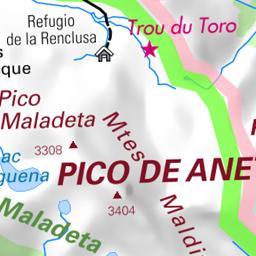 Refugio
de la Renclusa
Trou du Toro
que
Pico
Maladeta
3308
Mtes
PICO DE ANE
3404
Maladeta
Maldi
guena